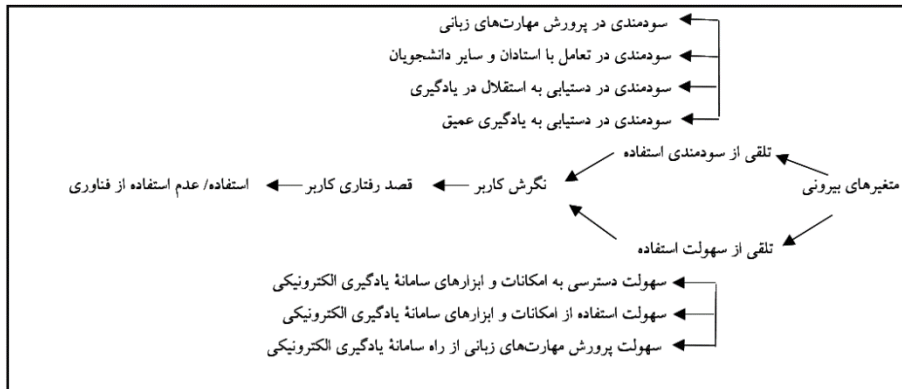 سودمندی در پرورش مهارت‌های زبانی
سودمندی در تعامل با استادان و سایر دانشجویان
سودمندی در دستیابی به استقلال در یادگیری
سودمندی در دستیابی به یادگیری عمیق
تلقی از سودمندی استفاده
متغیرهای بیرونی
نگرش کاربر
قصد رفتاری کاربر
استفاده/ عدم استفاده از فناوری
تلقی از سهولت استفاده
سهولت دسترسی به امکانات و ابزارهای سامانهٔ یادگیری الکترونیکی
سهولت استفاده از امکانات و ابزارهای سامانهٔ یادگیری الکترونیکی
سهولت پرورش مهارت‌های زبانی از راه سامانهٔ یادگیری الکترونیکی